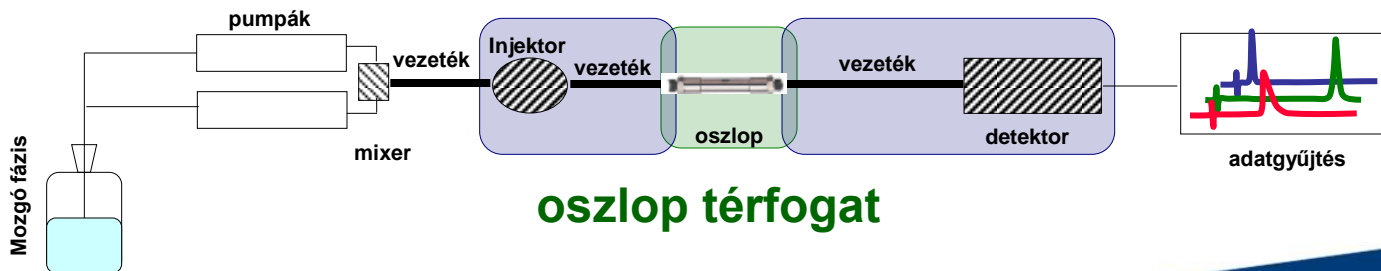 pumpák
vezeték
Injektor
vezeték
vezeték
mixer
oszlop
detektor
adatgyűjtés
Mozgó fázis
oszlop térfogat